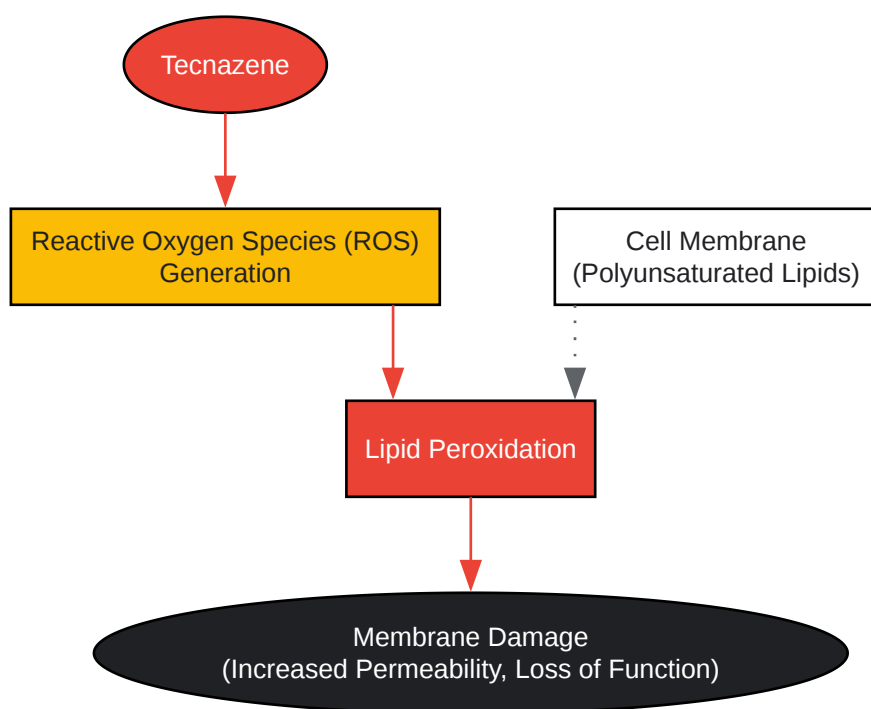 Tecnazene
Reactive Oxygen Species (ROS)
Generation
Cell Membrane
(Polyunsaturated Lipids)
Lipid Peroxidation
Membrane Damage
(Increased Permeability, Loss of Function)